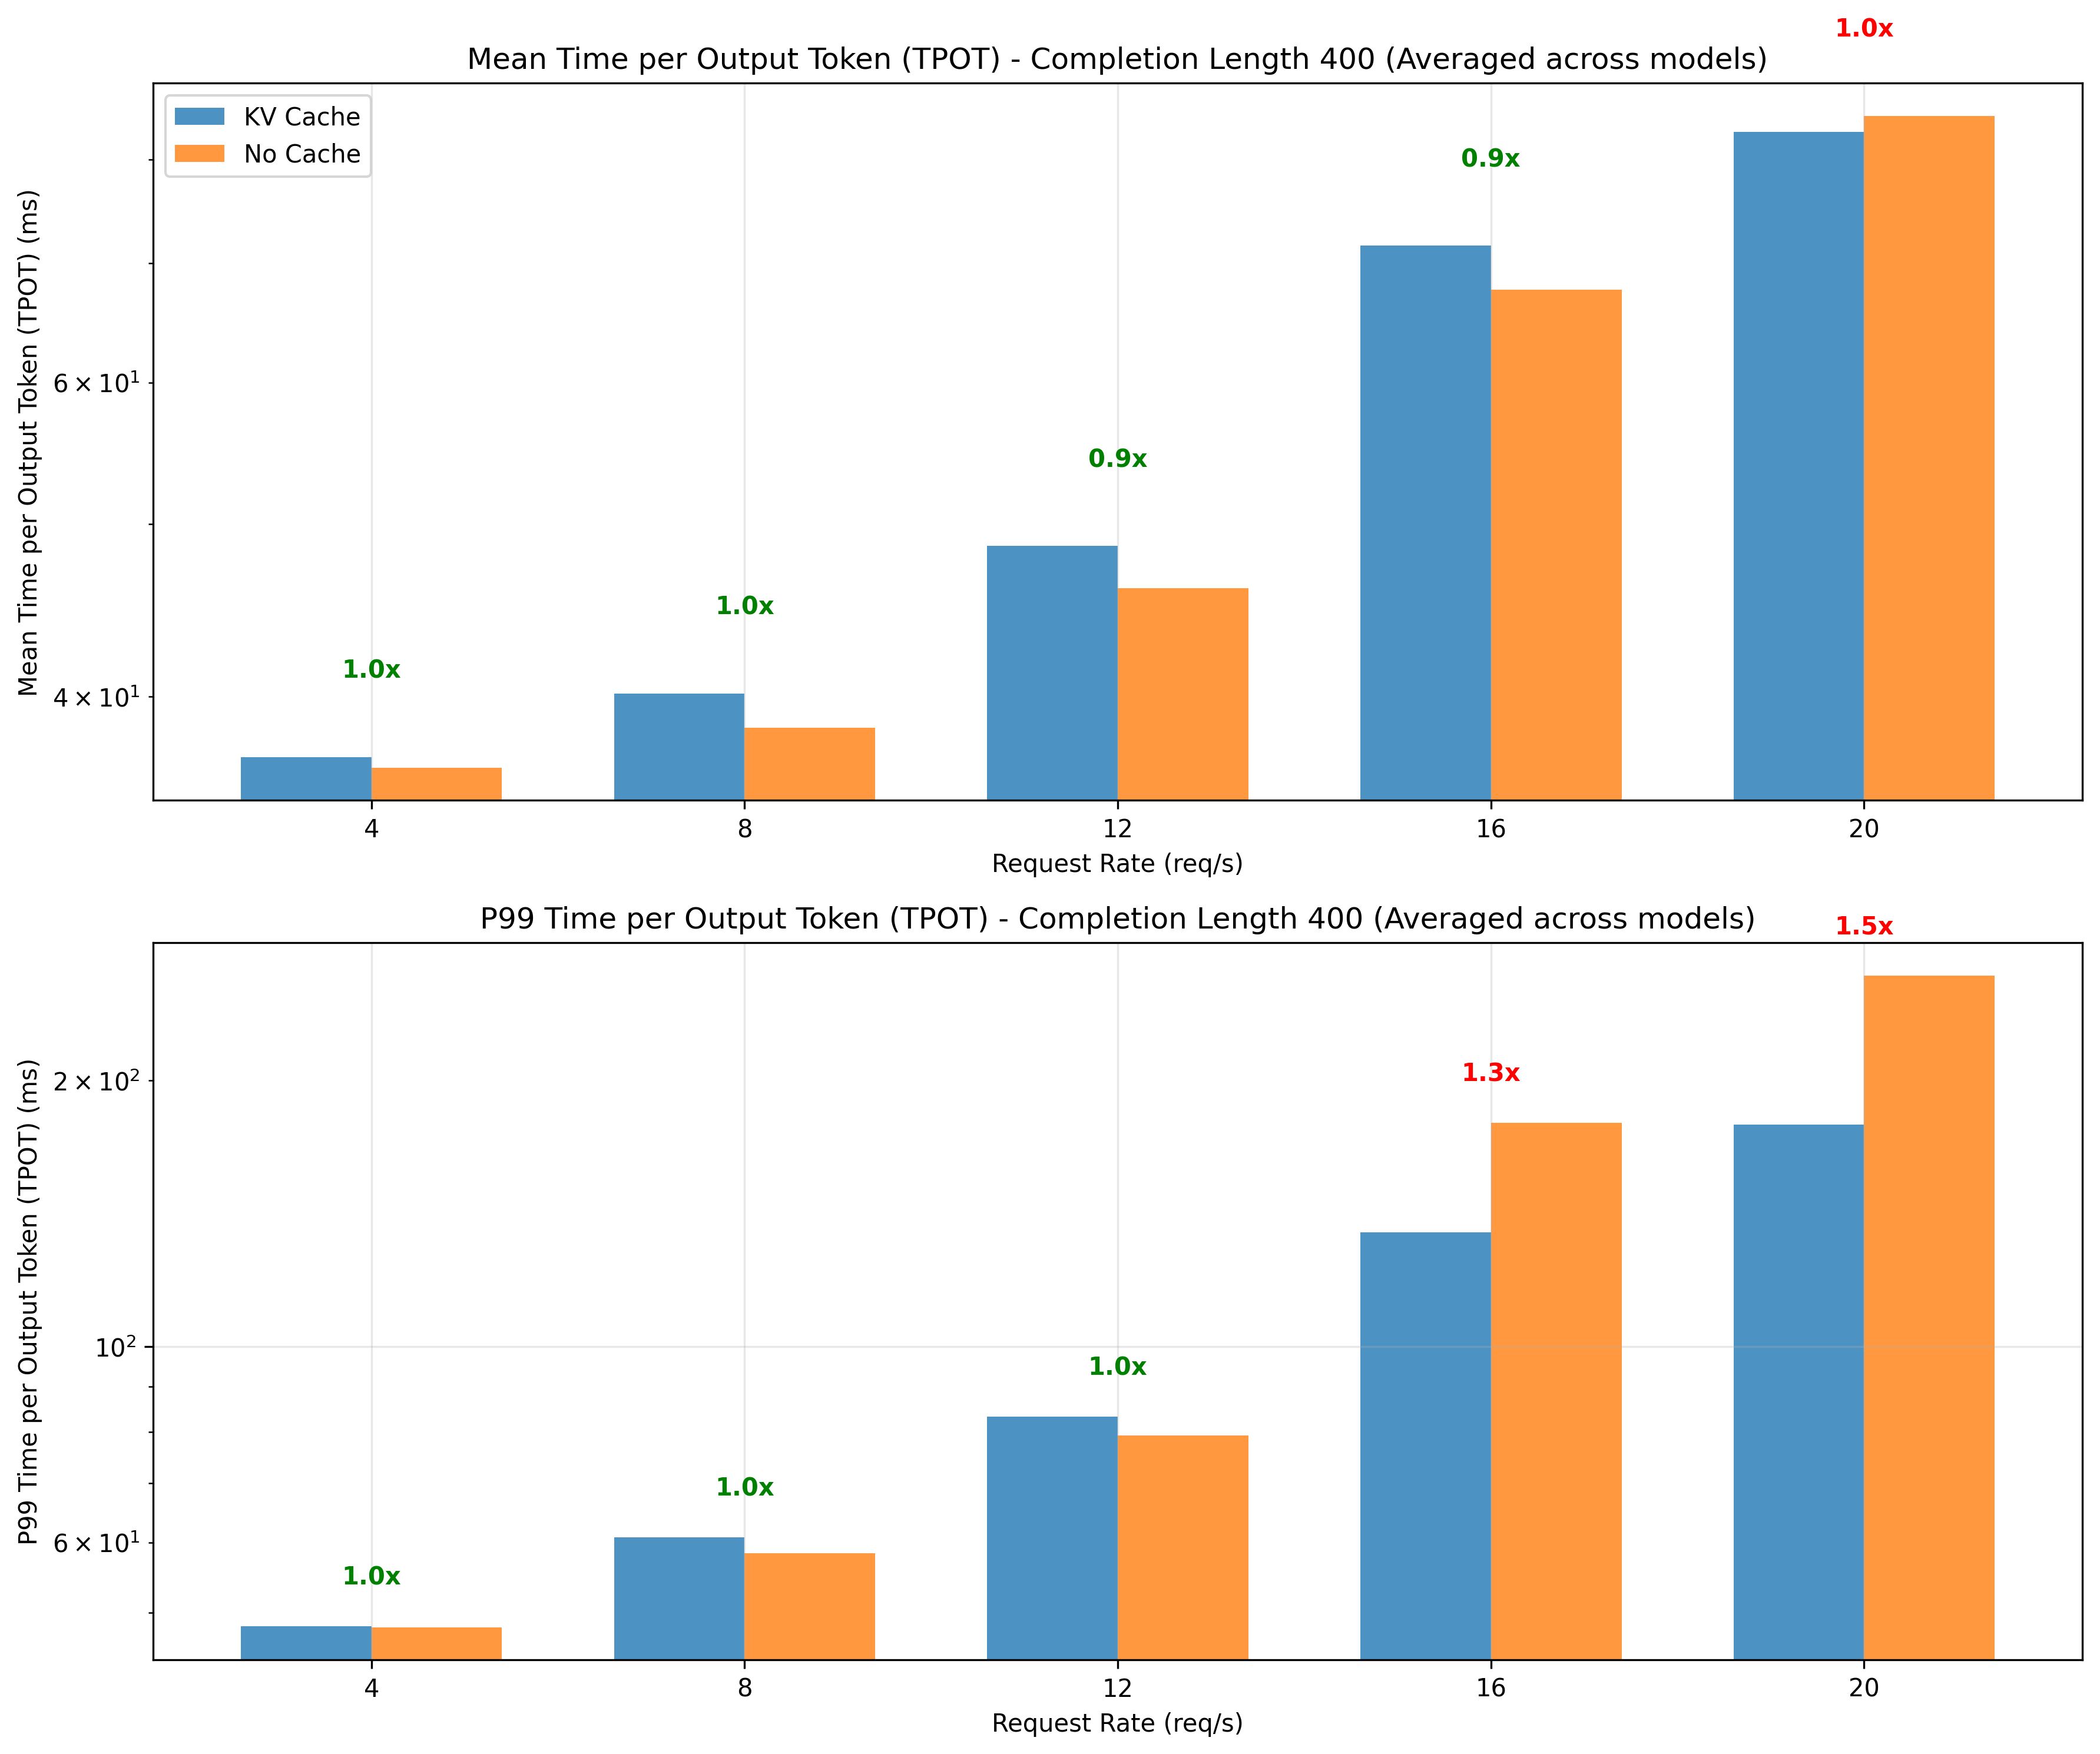 1.0x
Mean Time per Output Token (TPOT) - Completion Length 400 (Averaged across models)
KV Cache
No Cache
0.9x
0.9x
1.0x
1.0x
Mean Time per Output Token (TPOT) (ms)
6 × 10¹
4 × 10¹
4 8 12 16 20
Request Rate (req/s)
P99 Time per Output Token (TPOT) - Completion Length 400 (Averaged across models)
1.5x
1.3x
1.0x
1.0x
1.0x
P99 Time per Output Token (TPOT) (ms)
2 × 10²
10²
6 × 10¹
4 8 12 16 20
Request Rate (req/s)